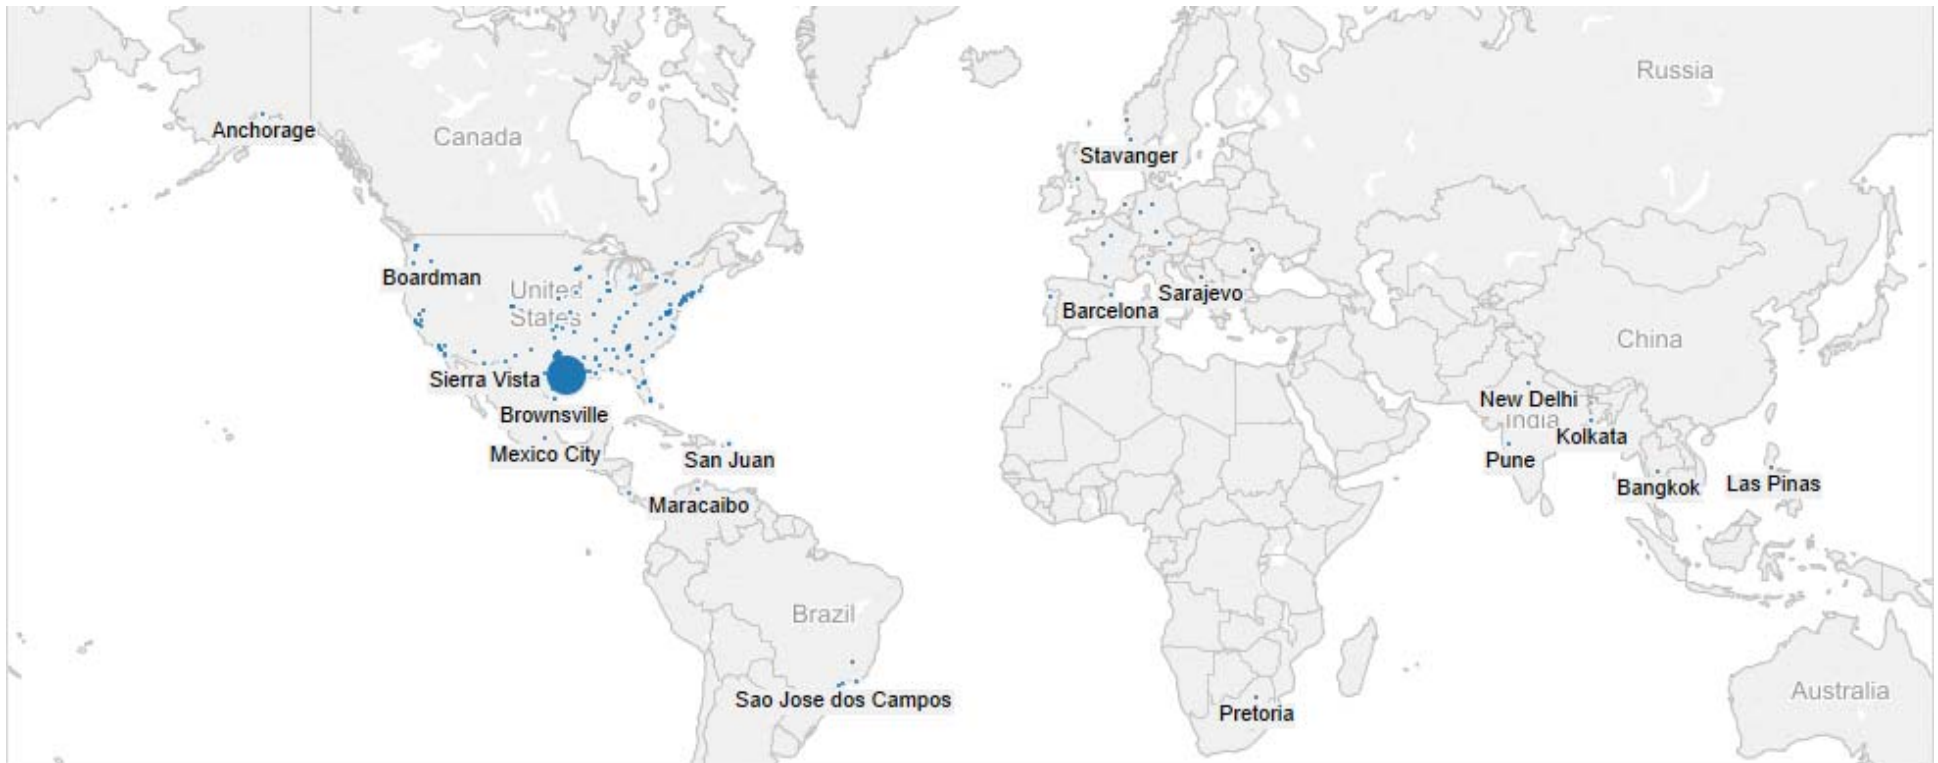 Russia
Anchorage
Canada
Stavanger
Boardman
United
States
Sarajevo
Barcelona
China
Sierra Vista
Brownsville
New Delhi
India
Kolkata
Mexico City
San Juan
Pune
Maracaibo
Bangkok
Las Pinas
Brazil
Sao Jose dos Campos
Australia
Pretoria